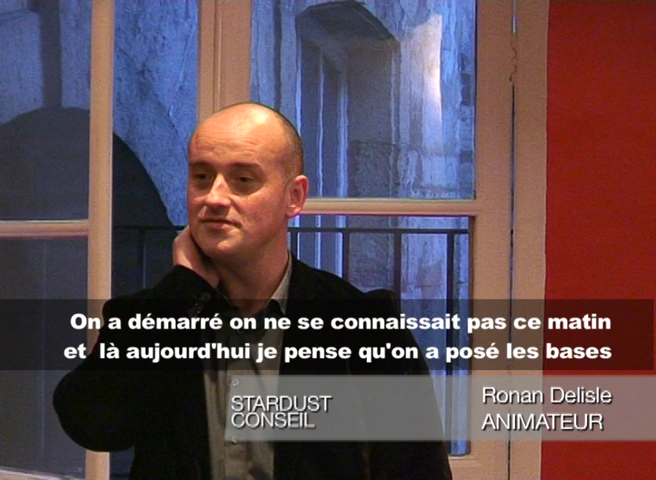 On a démarré on ne se connaissait pas ce matin
et là aujourd'hui je pense qu'on a posé les bases
STARDUST
CONSEIL
Ronan Delisle
ANIMATEUR